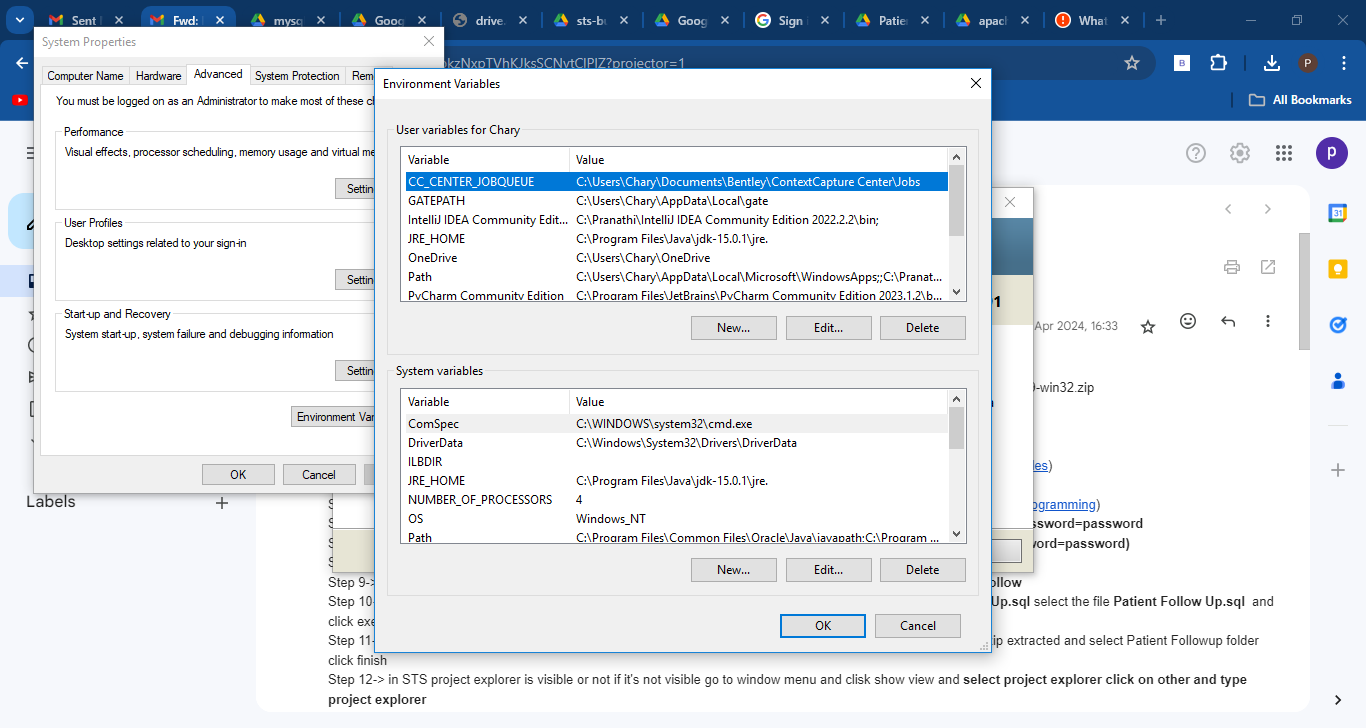 Sent
Fwd:
mysq
Goog
drive.
sts-bu
Goog
Sign i
Patie
apacl
What
System Properties
kzNxpTVhKJksSCNvtClPlZ?projector=1
B
P
All Bookmarks
Computer Name
Hardware
Advanced
System Protection
Rem
You must be logged on as an Administrator to make most of these c
Performance
Visual effects, processor scheduling, memory usage and virtual me
Settin
User Profiles
Desktop settings related to your sign-in
Settin
Start-up and Recovery
System start-up, system failure and debugging information
Settin
Environment Var
OK
Cancel
Environment Variables
User variables for Chary
Variable Value
CC_CENTER_JOBQUEUE C:\Users\Chary\Documents\Bentley\ContextCapture Center\Jobs
GATEPATH C:\Users\Chary\AppData\Local\gate
IntelliJ IDEA Community Edit... C:\Pranathi\IntelliJ IDEA Community Edition 2022.2.2\bin;
JRE_HOME C:\Program Files\Java\jdk-15.0.1\jre.
OneDrive C:\Users\Chary\OneDrive
Path C:\Users\Chary\AppData\Local\Microsoft\WindowsApps;;C:\Pranat...
PyCharm Community Edition C:\Program Files\JetBrains\PyCharm Community Edition 2023.1.2\b...
New...
Edit...
Delete
System variables
Variable Value
ComSpec C:\WINDOWS\system32\cmd.exe
DriverData C:\Windows\System32\Drivers\DriverData
ILBDIR
JRE_HOME C:\Program Files\Java\jdk-15.0.1\jre.
NUMBER_OF_PROCESSORS 4
OS Windows_NT
Path C:\Program Files\Common Files\Oracle\Java\javapath;C:\Program ...
New...
Edit...
Delete
OK
Cancel
p
31
Apr 2024, 16:33
9-win32.zip
les)
ogramming)
ssword=password
word=password)
Labels
Step 9-> ollow
Step 10- Up.sql select the file Patient Follow Up.sql and
click exe
Step 11- ip extracted and select Patient Followup folder
click finish
Step 12-> in STS project explorer is visible or not if it's not visible go to window menu and clisk show view and select project explorer click on other and type
project explorer